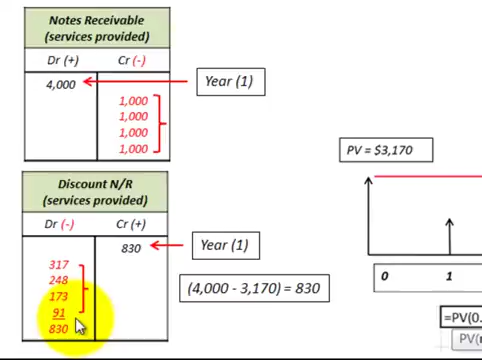 Notes Receivable
(services provided)
Dr (+) Cr (-)
4,000
Year (1)
1,000
1,000
1,000
1,000
PV = $3,170
Discount N/R
(services provided)
Dr (-) Cr (+)
830
Year (1)
317
248
173
91
830
(4,000 - 3,170) = 830
0 1
=PV(0.
PV(